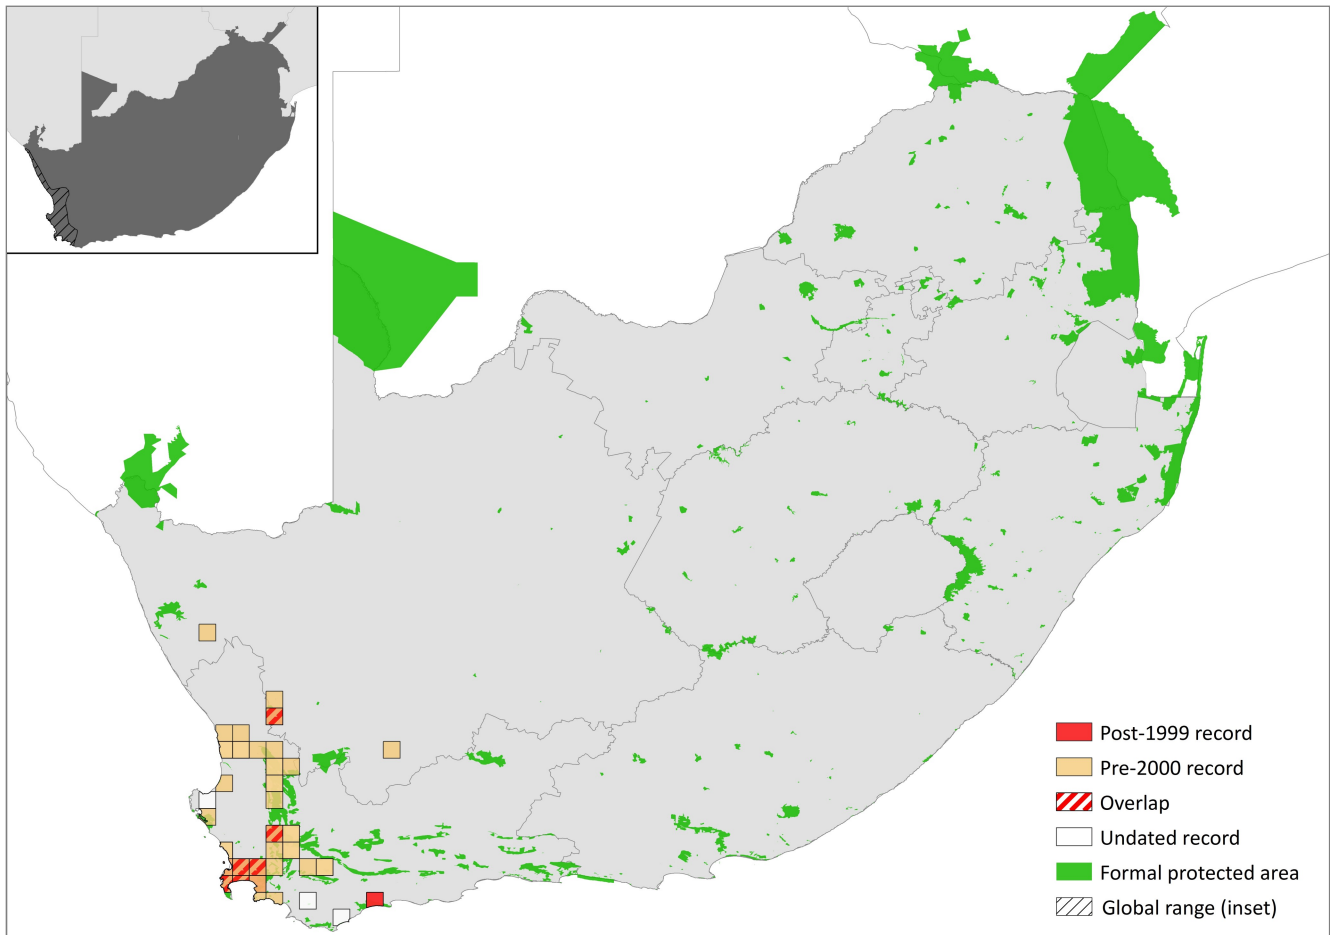 Post-1999 record
Pre-2000 record
Overlap
Undated record
Formal protected area
Global range (inset)